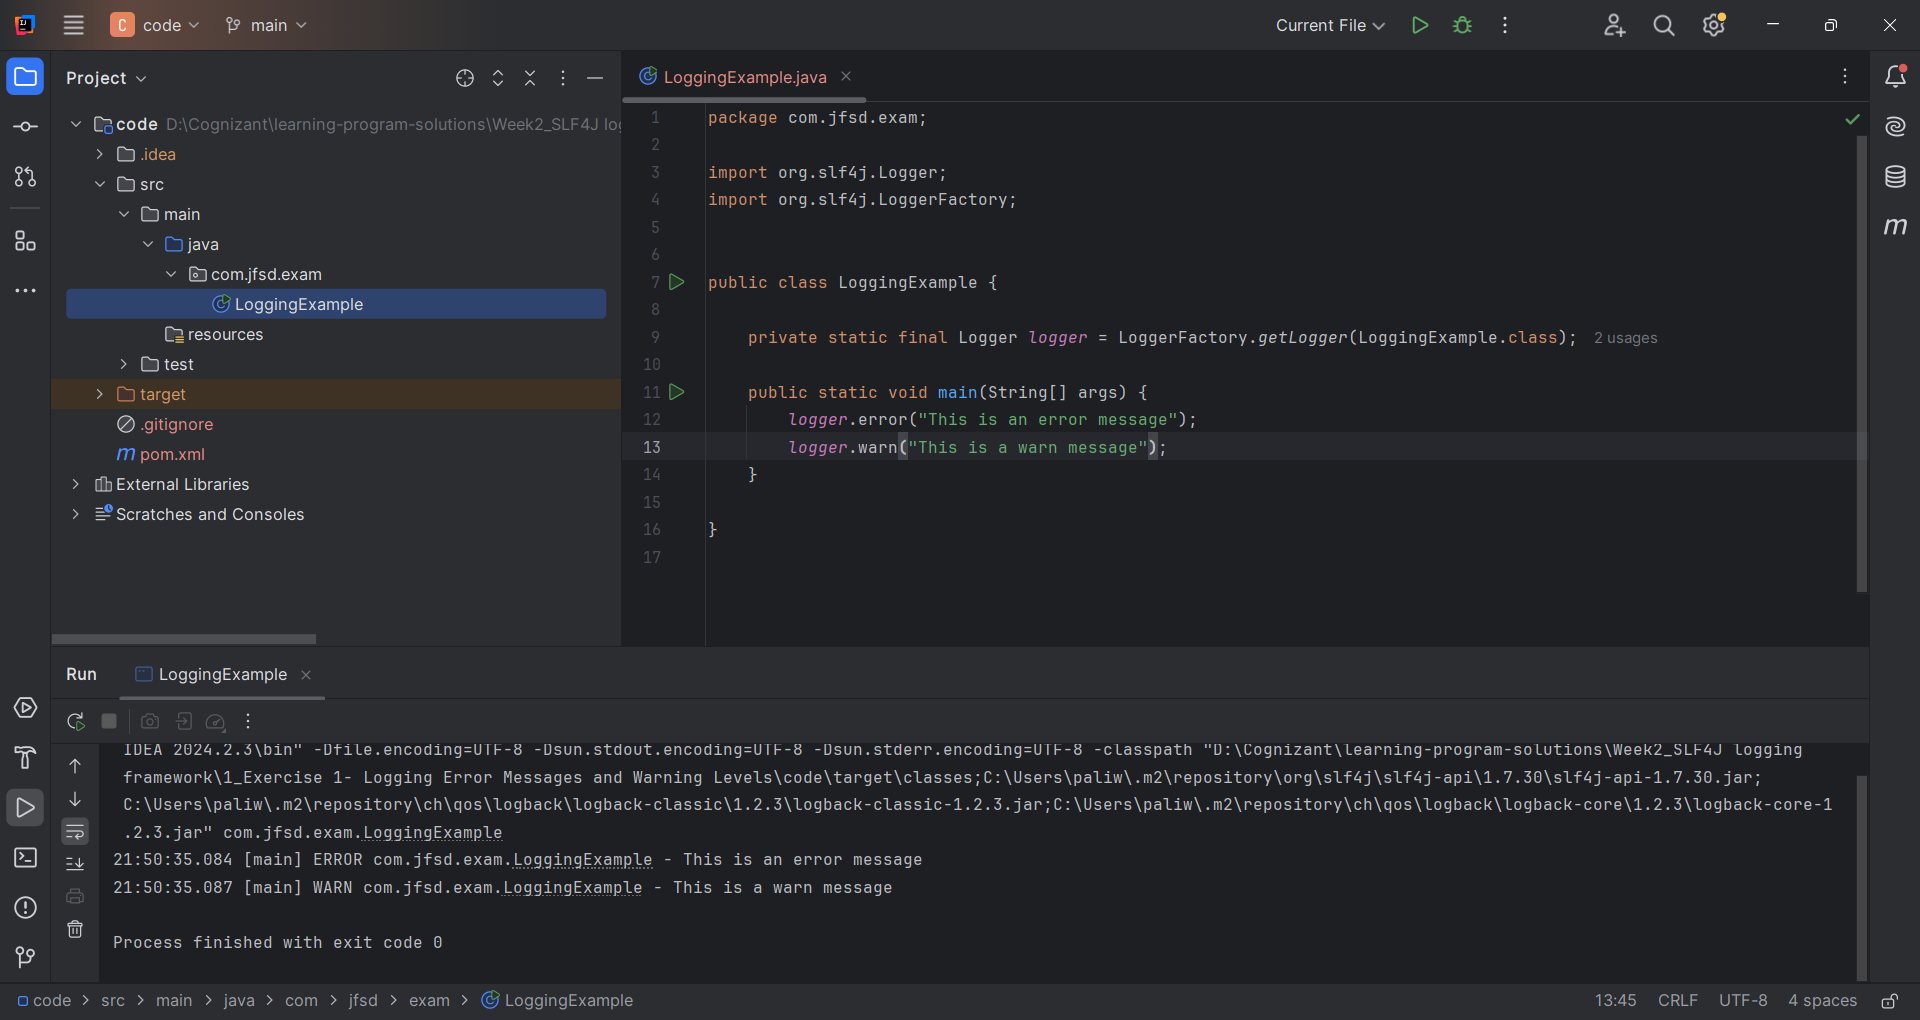 C code main Current File
Project
code D:\Cognizant\learning-program-solutions\Week2_SLF4J
.idea
src
main
java
com.jfsd.exam
LoggingExample
resources
test
target
.gitignore
m pom.xml
External Libraries
Scratches and Consoles
LoggingExample.java
1 package com.jfsd.exam;
2
3 import org.slf4j.Logger;
4 import org.slf4j.LoggerFactory;
5
6
7 public class LoggingExample {
8
9 private static final Logger logger = LoggerFactory.getLogger(LoggingExample.class); 2 usages
10
11 public static void main(String[] args) {
12 logger.error("This is an error message");
13 logger.warn("This is a warn message");
14 }
15
16 }
17
m
Run LoggingExample
IDEA 2024.2.3\bin" -Dfile.encoding=UTF-8 -Dsun.stdout.encoding=UTF-8 -Dsun.stderr.encoding=UTF-8 -classpath "D:\Cognizant\learning-program-solutions\Week2_SLF4J logging
framework\1_Exercise 1- Logging Error Messages and Warning Levels\code\target\classes;C:\Users\paliw\.m2\repository\org\slf4j\slf4j-api\1.7.30\slf4j-api-1.7.30.jar;
C:\Users\paliw\.m2\repository\ch\qos\logback\logback-classic\1.2.3\logback-classic-1.2.3.jar;C:\Users\paliw\.m2\repository\ch\qos\logback\logback-core\1.2.3\logback-core-1
.2.3.jar" com.jfsd.exam.LoggingExample
21:50:35.084 [main] ERROR com.jfsd.exam.LoggingExample - This is an error message
21:50:35.087 [main] WARN com.jfsd.exam.LoggingExample - This is a warn message
Process finished with exit code 0
code > src > main > java > com > jfsd > exam > LoggingExample 13:45 CRLF UTF-8 4 spaces